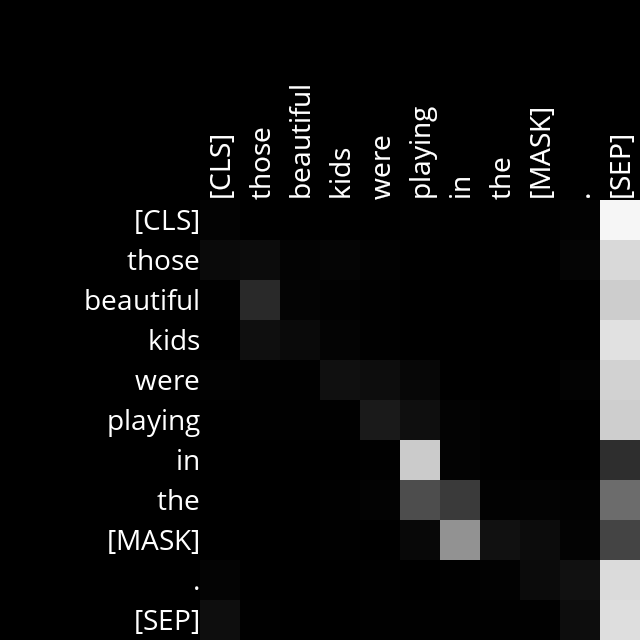 [CLS]
those
beautiful
kids
were
playing
in
the
[MASK]
.
[SEP]
[CLS]
those
beautiful
kids
were
playing
in
the
[MASK]
.
[SEP]